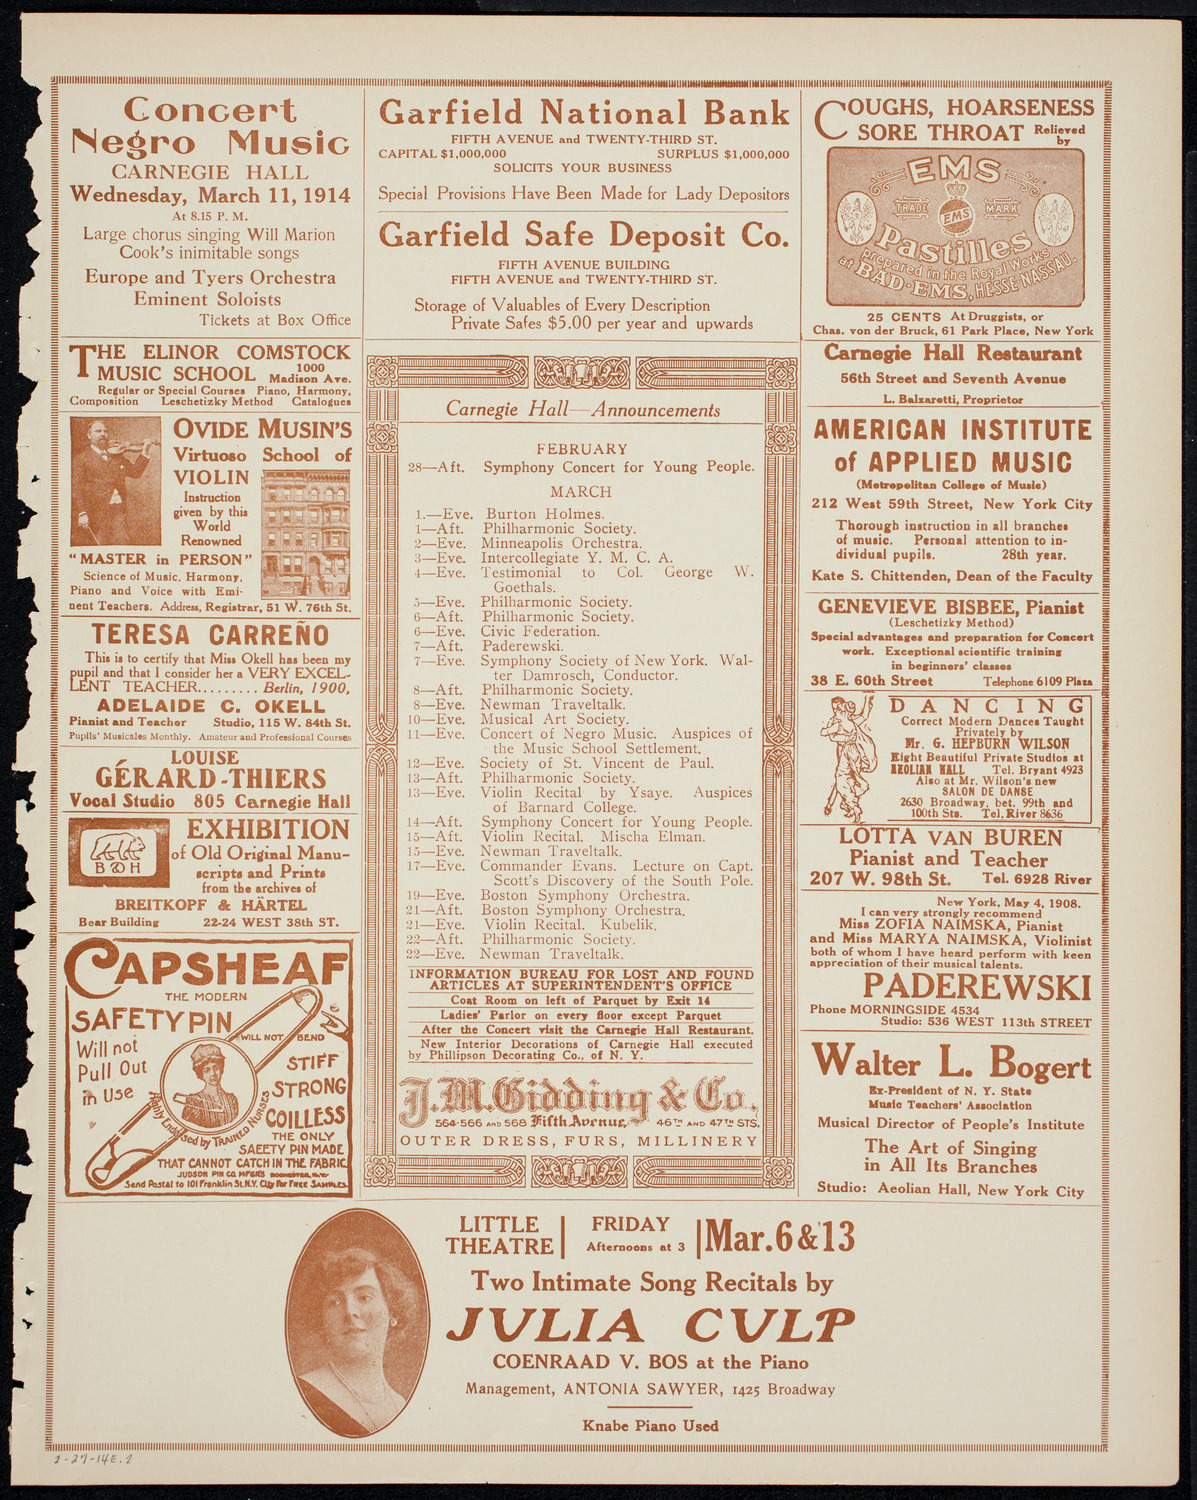 Concert
Negro Music
CARNEGIE HALL
Wednesday, March 11, 1914
At 8.15 P. M.
Large chorus singing Will Marion
Cook's inimitable songs
Europe and Tyers Orchestra
Eminent Soloists
Tickets at Box Office
THE ELINOR COMSTOCK
MUSIC SCHOOL 1000 Madison Ave.
Regular or Special Courses Piano, Harmony,
Composition Leschetizky Method Catalogues
OVIDE MUSIN'S
Virtuoso School of
VIOLIN
Instruction
given by this
World
Renowned
"MASTER in PERSON"
Science of Music, Harmony,
Piano and Voice with Emi-
nent Teachers. Address, Registrar, 51 W. 76th St.
TERESA CARREÑO
This is to certify that Miss Okell has been my
pupil and that I consider her a VERY EXCEL-
LENT TEACHER......... Berlin, 1900,
ADELAIDE C. OKELL
Pianist and Teacher Studio, 115 W. 84th St.
Pupils' Musicales Monthly. Amateur and Professional Courses
LOUISE
GÉRARD-THIERS
Vocal Studio 805 Carnegie Hall
B & H
EXHIBITION
of Old Original Manu-
scripts and Prints
from the archives of
BREITKOPF & HÄRTEL
Bear Building 22-24 WEST 38th ST.
CAPSHEAF
THE MODERN
SAFETY PIN
WILL NOT BEND
Will not
Pull Out
in Use
STIFF
STRONG
COILLESS
Highly Endorsed by TRAINED NURSES
THE ONLY
SAFETY PIN MADE
THAT CANNOT CATCH IN THE FABRIC
JUDSON PIN CO. MFGRS. ROCHESTER, N.Y.
Send Postal to 101 Franklin St. N.Y. City For FREE SAMPLES.
Garfield National Bank
FIFTH AVENUE and TWENTY-THIRD ST.
CAPITAL $1,000,000 SURPLUS $1,000,000
SOLICITS YOUR BUSINESS
Special Provisions Have Been Made for Lady Depositors
Garfield Safe Deposit Co.
FIFTH AVENUE BUILDING
FIFTH AVENUE and TWENTY-THIRD ST.
Storage of Valuables of Every Description
Private Safes $5.00 per year and upwards
Carnegie Hall—Announcements
FEBRUARY
28—Aft. Symphony Concert for Young People.
MARCH
1.—Eve. Burton Holmes.
1—Aft. Philharmonic Society.
2—Eve. Minneapolis Orchestra.
3—Eve. Intercollegiate Y. M. C. A.
4—Eve. Testimonial to Col. George W.
Goethals.
5—Eve. Philharmonic Society.
6—Aft. Philharmonic Society.
6—Eve. Civic Federation.
7—Aft. Paderewski.
7—Eve. Symphony Society of New York. Wal-
ter Damrosch, Conductor.
8—Aft. Philharmonic Society.
8—Eve. Newman Traveltalk.
10—Eve. Musical Art Society.
11—Eve. Concert of Negro Music. Auspices of
the Music School Settlement.
12—Eve. Society of St. Vincent de Paul.
13—Aft. Philharmonic Society.
13—Eve. Violin Recital by Ysaye. Auspices
of Barnard College.
14—Aft. Symphony Concert for Young People.
15—Aft. Violin Recital. Mischa Elman.
15—Eve. Newman Traveltalk.
17—Eve. Commander Evans. Lecture on Capt.
Scott's Discovery of the South Pole.
19—Eve. Boston Symphony Orchestra.
21—Aft. Boston Symphony Orchestra.
21—Eve. Violin Recital. Kubelik.
22—Aft. Philharmonic Society.
22—Eve. Newman Traveltalk.
INFORMATION BUREAU FOR LOST AND FOUND
ARTICLES AT SUPERINTENDENT'S OFFICE
Coat Room on left of Parquet by Exit 14
Ladies' Parlor on every floor except Parquet
After the Concert visit the Carnegie Hall Restaurant.
New Interior Decorations of Carnegie Hall executed
by Phillipson Decorating Co., of N. Y.
J.M. Gidding & Co.
564-566 AND 568 Fifth Avenue, 46TH AND 47TH STS.
OUTER DRESS, FURS, MILLINERY
COUGHS, HOARSENESS
SORE THROAT Relieved by
EMS
TRADE EMS MARK
Pastilles
prepared in the Royal Works
at BAD-EMS, HESSE-NASSAU.
25 CENTS At Druggists, or
Chas. von der Bruck, 61 Park Place, New York
Carnegie Hall Restaurant
56th Street and Seventh Avenue
L. Balzaretti, Proprietor
AMERICAN INSTITUTE
of APPLIED MUSIC
(Metropolitan College of Music)
212 West 59th Street, New York City
Thorough instruction in all branches
of music. Personal attention to in-
dividual pupils. 28th year.
Kate S. Chittenden, Dean of the Faculty
GENEVIEVE BISBEE, Pianist
(Leschetizky Method)
Special advantages and preparation for Concert
work. Exceptional scientific training
in beginners' classes
38 E. 60th Street Telephone 6109 Plaza
DANCING
Correct Modern Dances Taught
Privately by
Mr. G. HEPBURN WILSON
Eight Beautiful Private Studios at
AEOLIAN HALL Tel. Bryant 4923
Also at Mr. Wilson's new
SALON DE DANSE
2630 Broadway, bet. 99th and
100th Sts. Tel. River 8636
LOTTA VAN BUREN
Pianist and Teacher
207 W. 98th St. Tel. 6928 River
New York, May 4, 1908.
I can very strongly recommend
Miss ZOFIA NAIMSKA, Pianist
and Miss MARYA NAIMSKA, Violinist
both of whom I have heard perform with keen
appreciation of their musical talents.
PADEREWSKI
Phone MORNINGSIDE 4534
Studio: 536 WEST 113th STREET
Walter L. Bogert
Ex-President of N. Y. State
Music Teachers' Association
Musical Director of People's Institute
The Art of Singing
in All Its Branches
Studio: Aeolian Hall, New York City
LITTLE THEATRE | FRIDAY Afternoons at 3 | Mar. 6 & 13
Two Intimate Song Recitals by
JULIA CULP
COENRAAD V. BOS at the Piano
Management, ANTONIA SAWYER, 1425 Broadway
Knabe Piano Used
2-27-14E.2